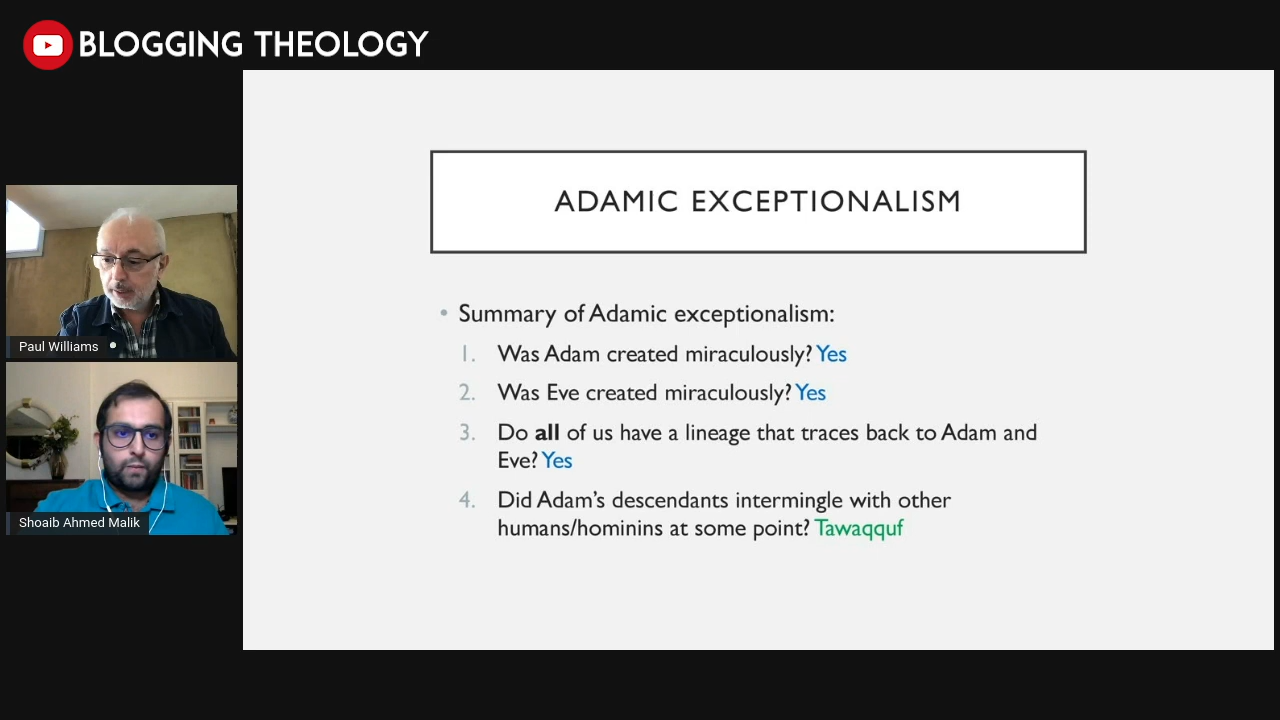 BLOGGING THEOLOGY
ADAMIC EXCEPTIONALISM
• Summary of Adamic exceptionalism:
1. Was Adam created miraculously? Yes
2. Was Eve created miraculously? Yes
3. Do all of us have a lineage that traces back to Adam and
Eve? Yes
4. Did Adam's descendants intermingle with other
humans/hominins at some point? Tawaqquf
Paul Williams
Shoaib Ahmed Malik